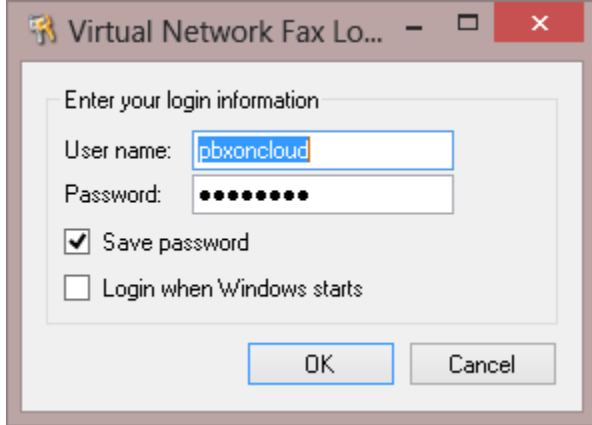 Virtual Network Fax Lo...
Enter your login information
User name: pbxoncloud
Password: ●●●●●●●●
Save password
Login when Windows starts
OK Cancel